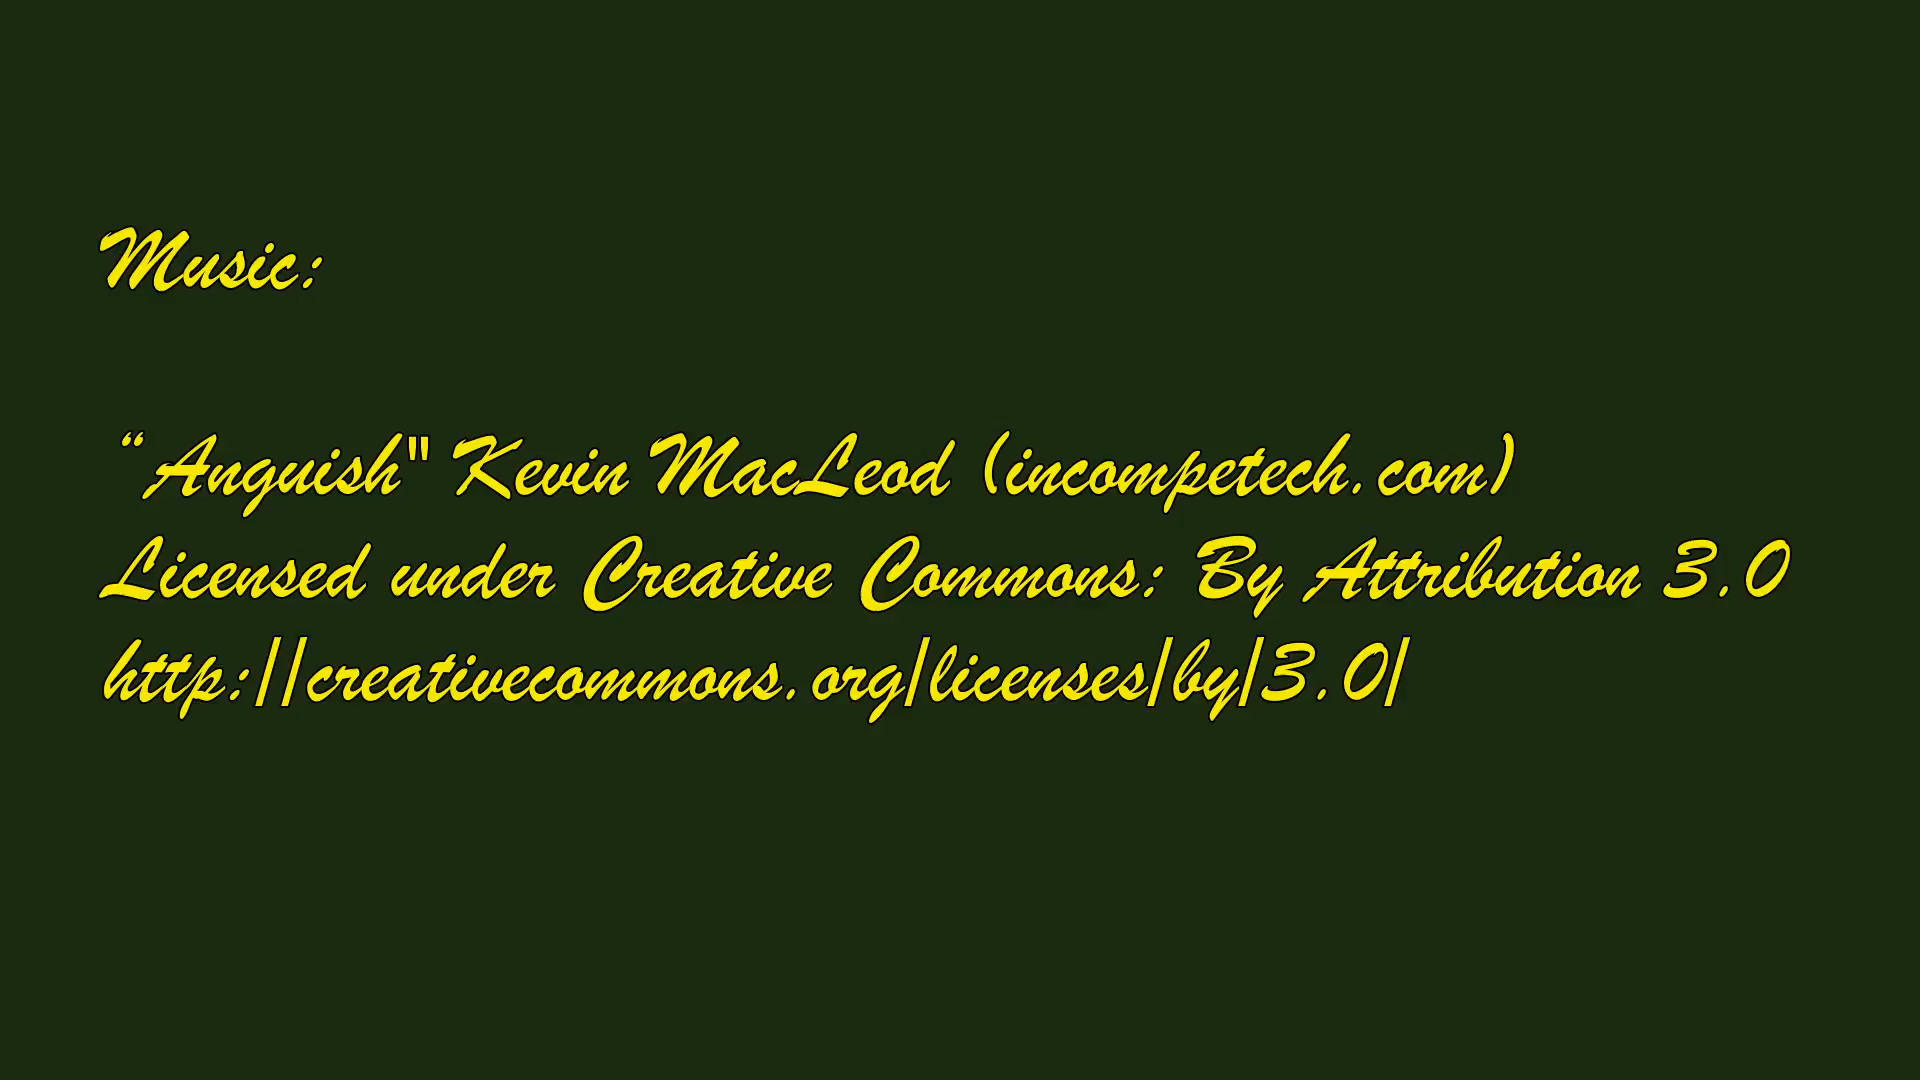 Music:
“Anguish" Kevin MacLeod (incompetech.com)
Licensed under Creative Commons: By Attribution 3.0
http://creativecommons.org/licenses/by/3.0/